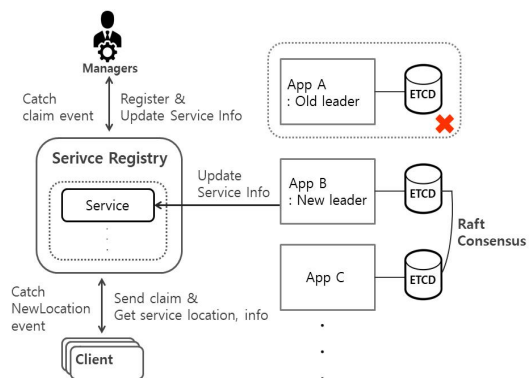 Managers
Catch
claim event
Register &
Update Service Info
Serivce Registry
Service
Update
Service Info
App A
: Old leader
ETCD
App B
: New leader
ETCD
Raft
Consensus
App C
ETCD
Catch
NewLocation
event
Send claim &
Get service location, info
Client